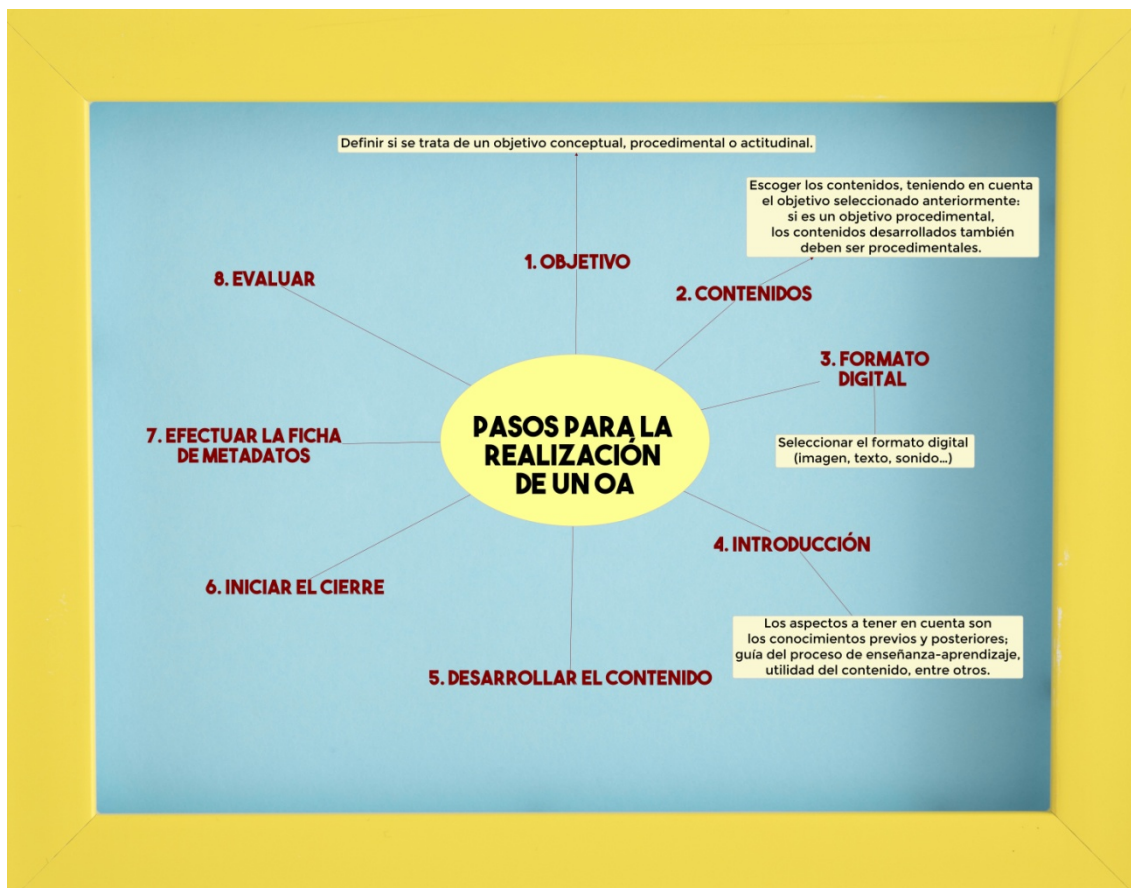 Definir si se trata de un objetivo conceptual, procedimental o actitudinal.
1. OBJETIVO
Escoger los contenidos, teniendo en cuenta
el objetivo seleccionado anteriormente:
si es un objetivo procedimental,
los contenidos desarrollados también
deben ser procedimentales.
2. CONTENIDOS
3. FORMATO
DIGITAL
Seleccionar el formato digital
(imagen, texto, sonido...)
4. INTRODUCCIÓN
Los aspectos a tener en cuenta son
los conocimientos previos y posteriores;
guía del proceso de enseñanza-aprendizaje,
utilidad del contenido, entre otros.
5. DESARROLLAR EL CONTENIDO
6. INICIAR EL CIERRE
7. EFECTUAR LA FICHA
DE METADATOS
8. EVALUAR
PASOS PARA LA
REALIZACIÓN
DE UN OA